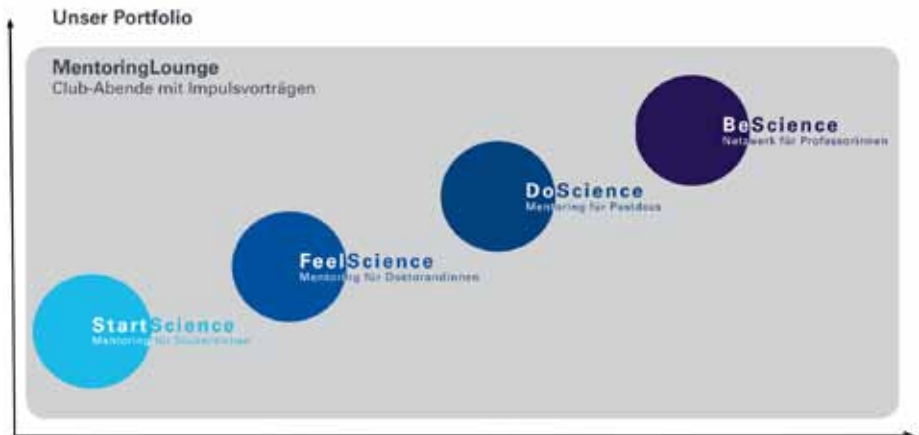 Unser Portfolio
MentoringLounge
Club-Abende mit Impulsvorträgen
BeScience
Netzwerk für Professorinnen
DoScience
Mentoring für Postdocs
FeelScience
Mentoring für Doktorandinnen
StartScience
Mentoring für Studentinnen